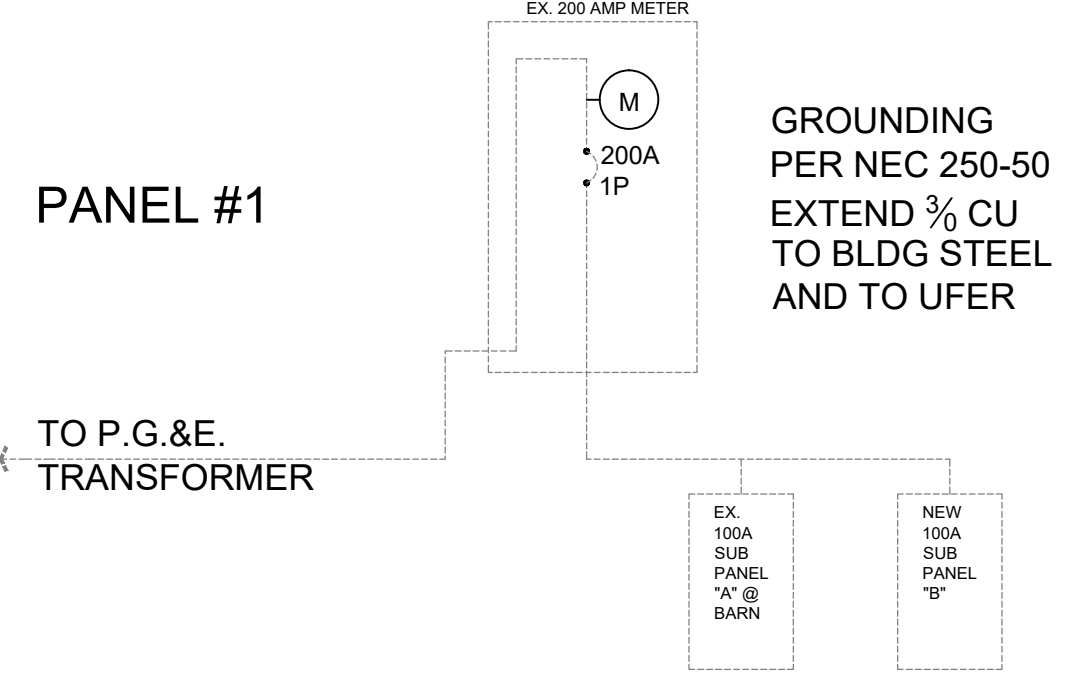 EX. 200 AMP METER
M
200A
1P
PANEL #1
GROUNDING
PER NEC 250-50
EXTEND 3/0 CU
TO BLDG STEEL
AND TO UFER
TO P.G.&E.
TRANSFORMER
EX.
100A
SUB
PANEL
"A" @
BARN
NEW
100A
SUB
PANEL
"B"